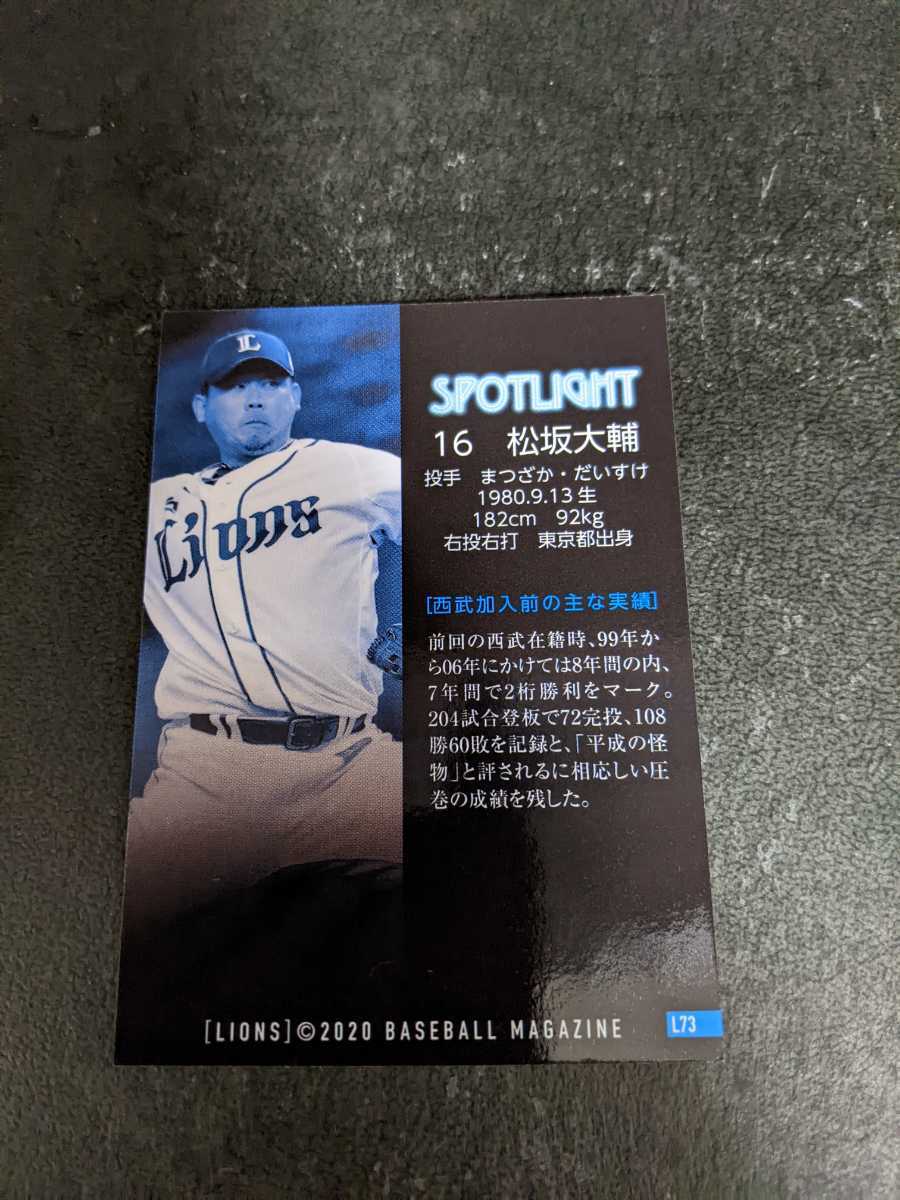 L
Lions
SPOTLIGHT
16　松坂大輔
投手　まつざか・だいすけ
1980.9.13生
182cm　92kg
右投右打　東京都出身
[西武加入前の主な実績]
前回の西武在籍時、99年か
ら06年にかけては8年間の内、
7年間で2桁勝利をマーク。
204試合登板で72完投、108
勝60敗を記録と、「平成の怪
物」と評されるに相応しい圧
巻の成績を残した。
[LIONS]©2020 BASEBALL MAGAZINE
L73